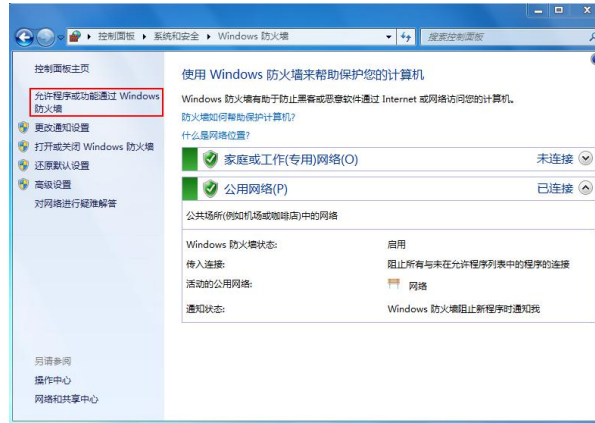 控制面板 ▸ 系统和安全 ▸ Windows 防火墙
搜索控制面板
控制面板主页
允许程序或功能通过 Windows
防火墙
更改通知设置
打开或关闭 Windows 防火墙
还原默认设置
高级设置
对网络进行疑难解答
另请参阅
操作中心
网络和共享中心
使用 Windows 防火墙来帮助保护您的计算机
Windows 防火墙有助于防止黑客或恶意软件通过 Internet 或网络访问您的计算机。
防火墙如何帮助保护计算机?
什么是网络位置?
家庭或工作(专用)网络(O) 未连接
公用网络(P) 已连接
公共场所(例如机场或咖啡店)中的网络
Windows 防火墙状态: 启用
传入连接: 阻止所有与未在允许程序列表中的程序的连接
活动的公用网络: 网络
通知状态: Windows 防火墙阻止新程序时通知我